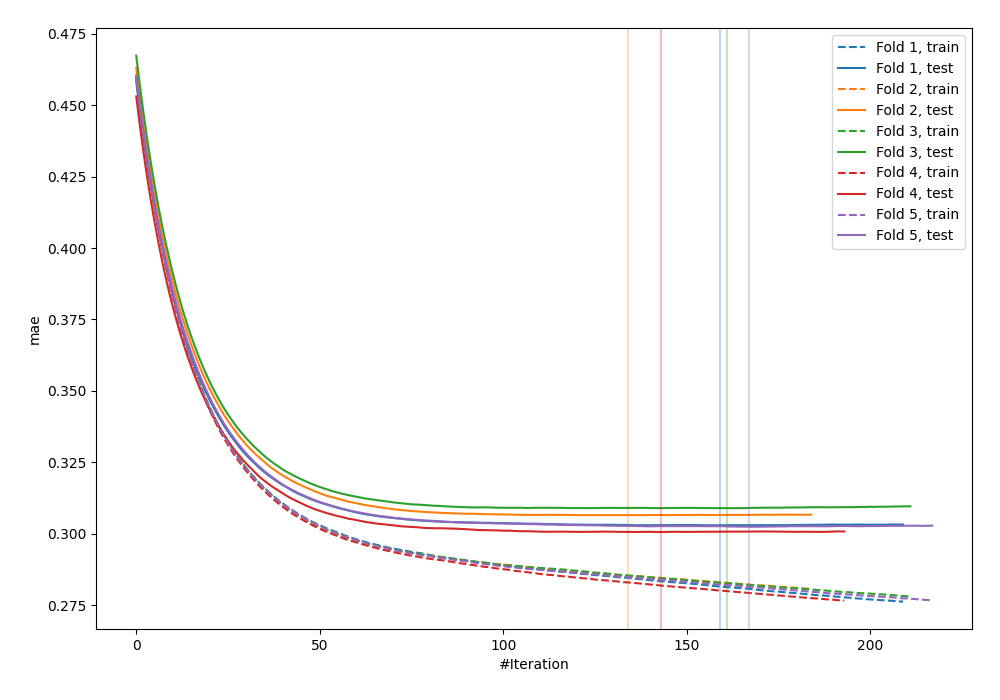 0.475
0.450
0.425
0.400
0.375
0.350
0.325
0.300
0.275
mae
0
50
100
150
200
#Iteration
Fold 1, train
Fold 1, test
Fold 2, train
Fold 2, test
Fold 3, train
Fold 3, test
Fold 4, train
Fold 4, test
Fold 5, train
Fold 5, test